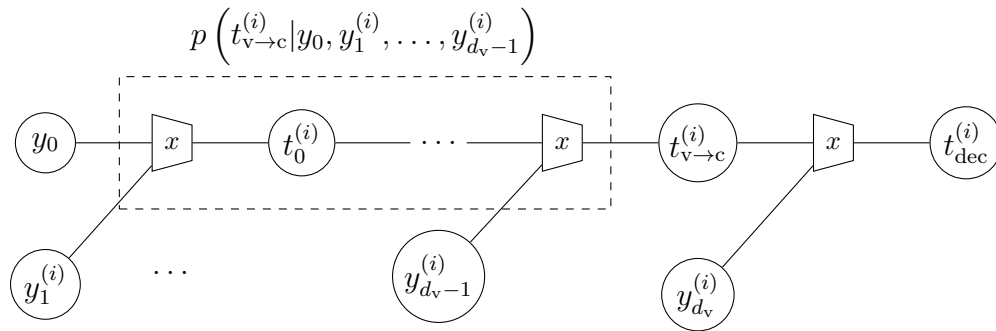 p(t_{v→c}^{(i)}|y_0, y_1^{(i)}, …, y_{d_v−1}^{(i)})
y_0 x t_0^{(i)} ⋯ x t_{v→c}^{(i)} x t_{dec}^{(i)}
y_1^{(i)} ⋯ y_{d_v−1}^{(i)} y_{d_v}^{(i)}